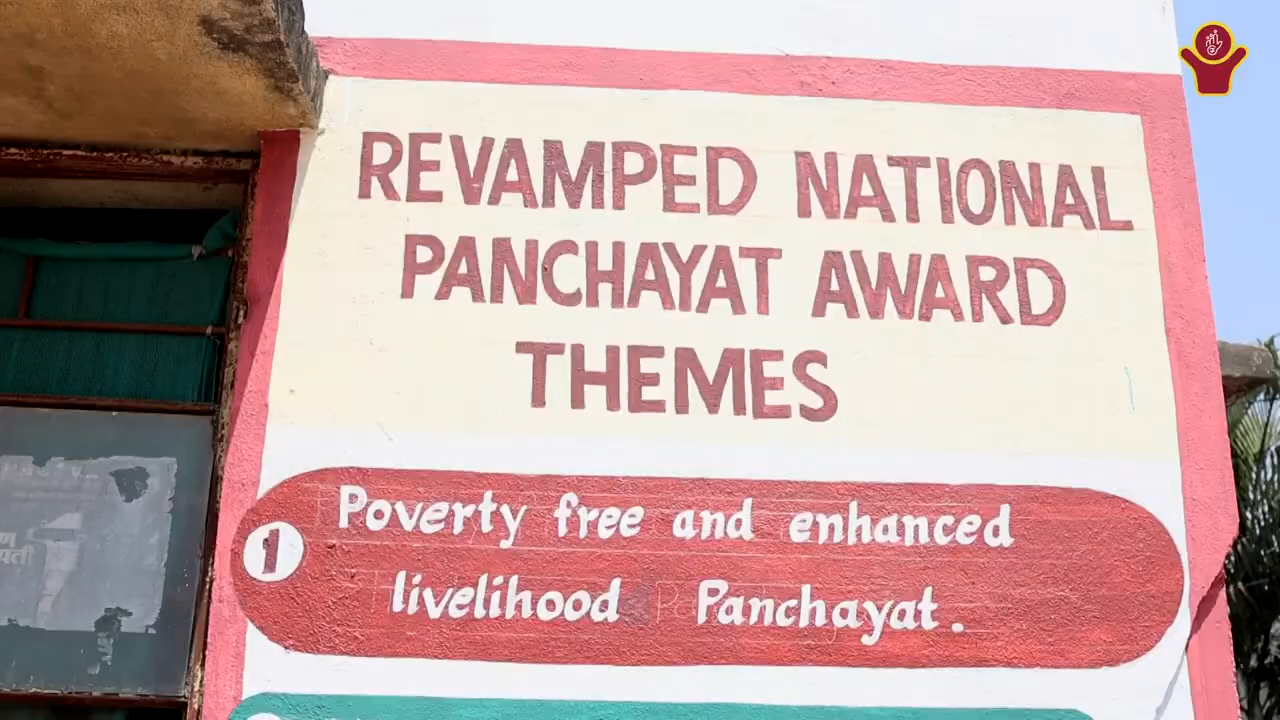 REVAMPED NATIONAL
PANCHAYAT AWARD
THEMES
1
Poverty free and enhanced
livelihood Panchayat.